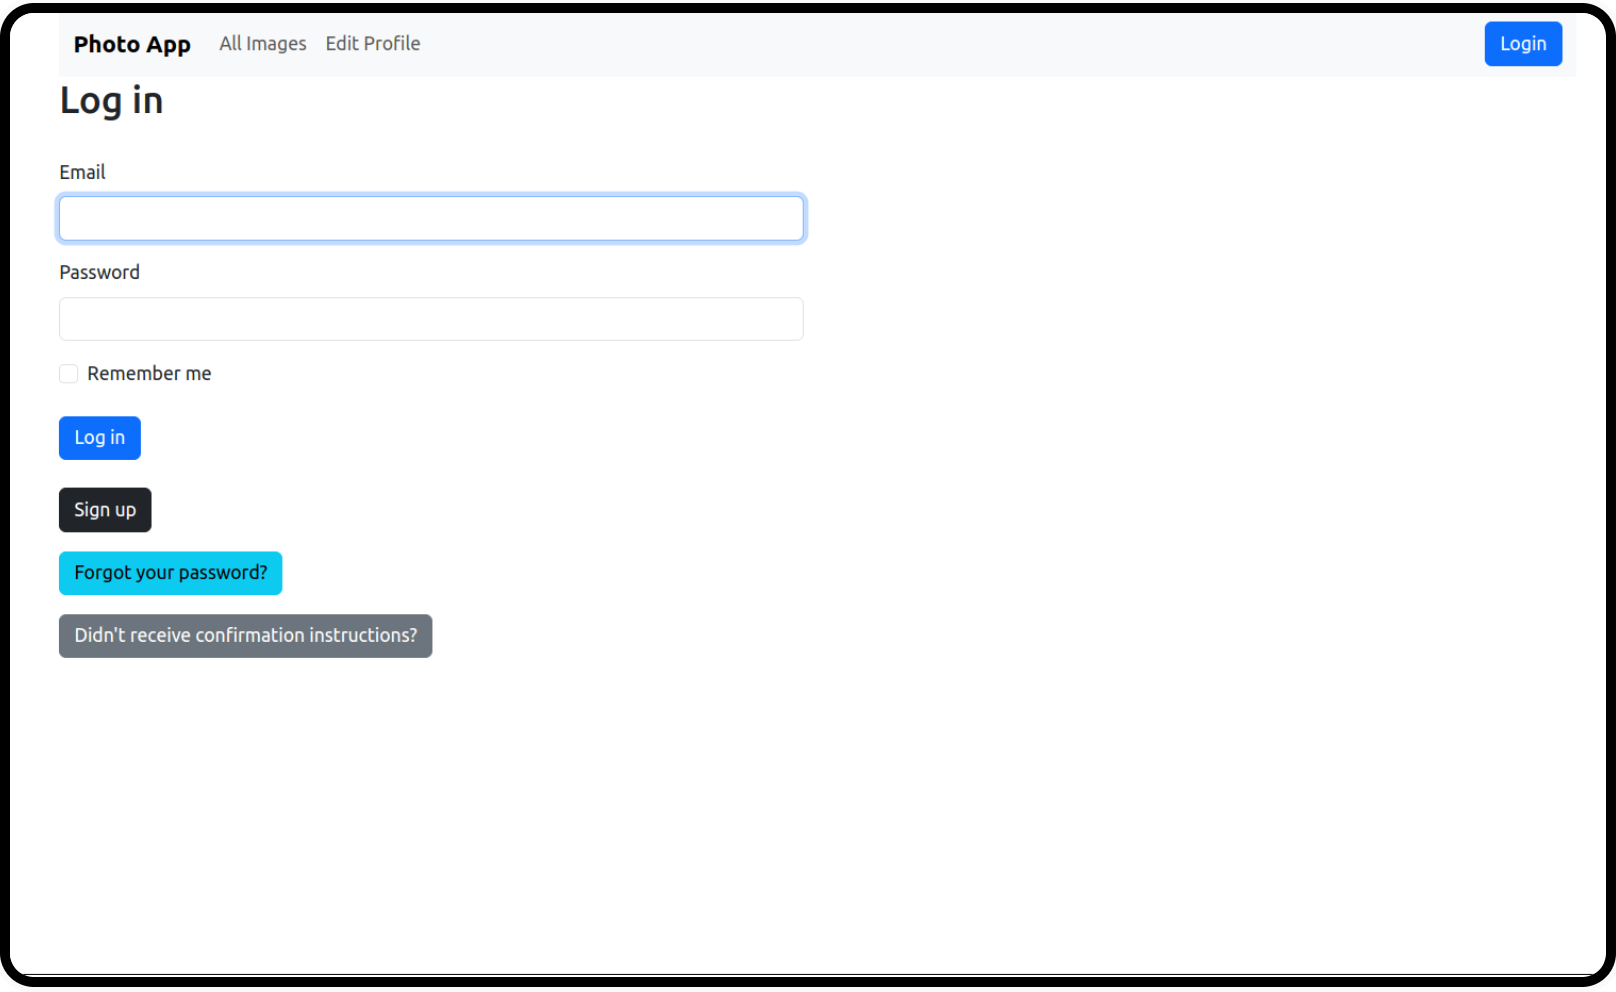 Photo App All Images Edit Profile Login
Log in
Email
Password
Remember me
Log in
Sign up
Forgot your password?
Didn't receive confirmation instructions?